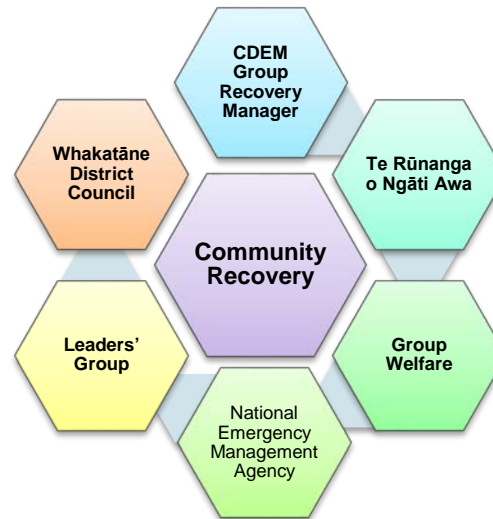 CDEM
Group
Recovery
Manager
Whakatāne
District
Council
Te Rūnanga
o Ngāti Awa
Community
Recovery
Leaders'
Group
Group
Welfare
National
Emergency
Management
Agency